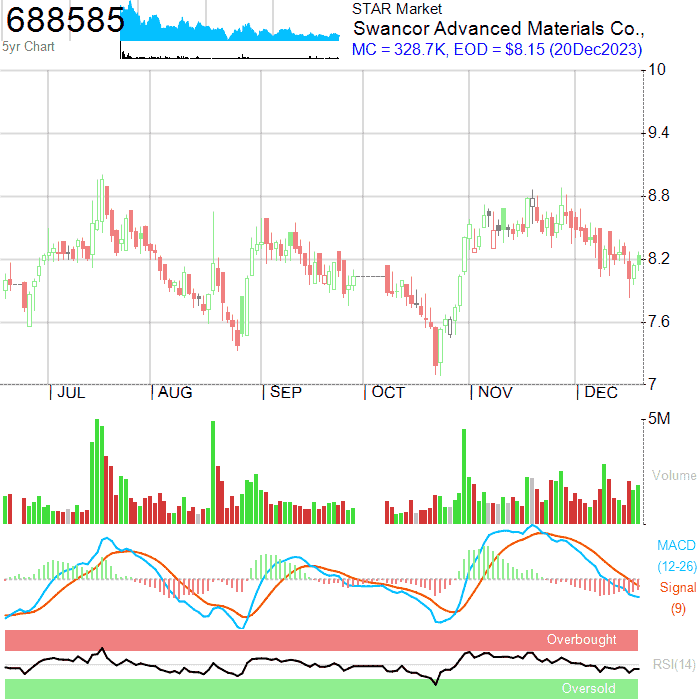 688585
5yr Chart
STAR Market
Swancor Advanced Materials Co.,
MC = 328.7K, EOD = $8.15 (20Dec2023)
10
9.4
8.8
8.2
7.6
7
JUL AUG SEP OCT NOV DEC
5M
Volume
MACD
(12-26)
Signal
(9)
Overbought
RSI(14)
Oversold